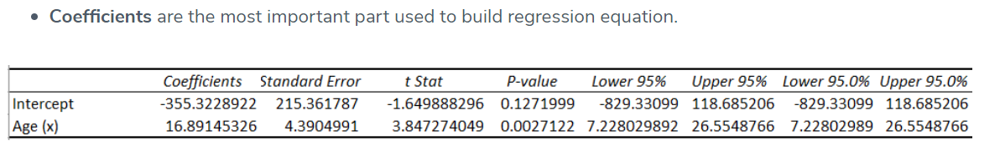 • Coefficients are the most important part used to build regression equation.
Coefficients Standard Error t Stat P-value Lower 95% Upper 95% Lower 95.0% Upper 95.0%
Intercept -355.3228922 215.361787 -1.649888296 0.1271999 -829.33099 118.685206 -829.33099 118.685206
Age (x) 16.89145326 4.3904991 3.847274049 0.0027122 7.228029892 26.5548766 7.22802989 26.5548766